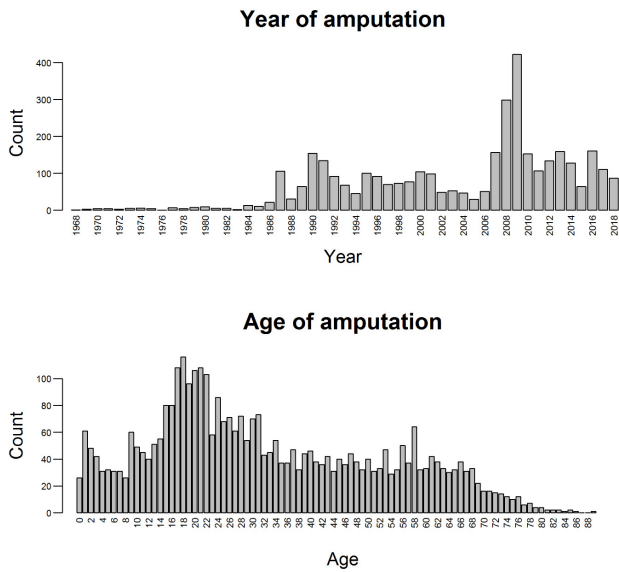 Year of amputation
Count
400
300
200
100
0
1968 1970 1972 1974 1976 1978 1980 1982 1984 1986 1988 1990 1992 1994 1996 1998 2000 2002 2004 2006 2008 2010 2012 2014 2016 2018
Year
Age of amputation
Count
100
80
60
40
20
0
0 2 4 6 8 10 12 14 16 18 20 22 24 26 28 30 32 34 36 38 40 42 44 46 48 50 52 54 56 58 60 62 64 66 68 70 72 74 76 78 80 82 84 86 88
Age